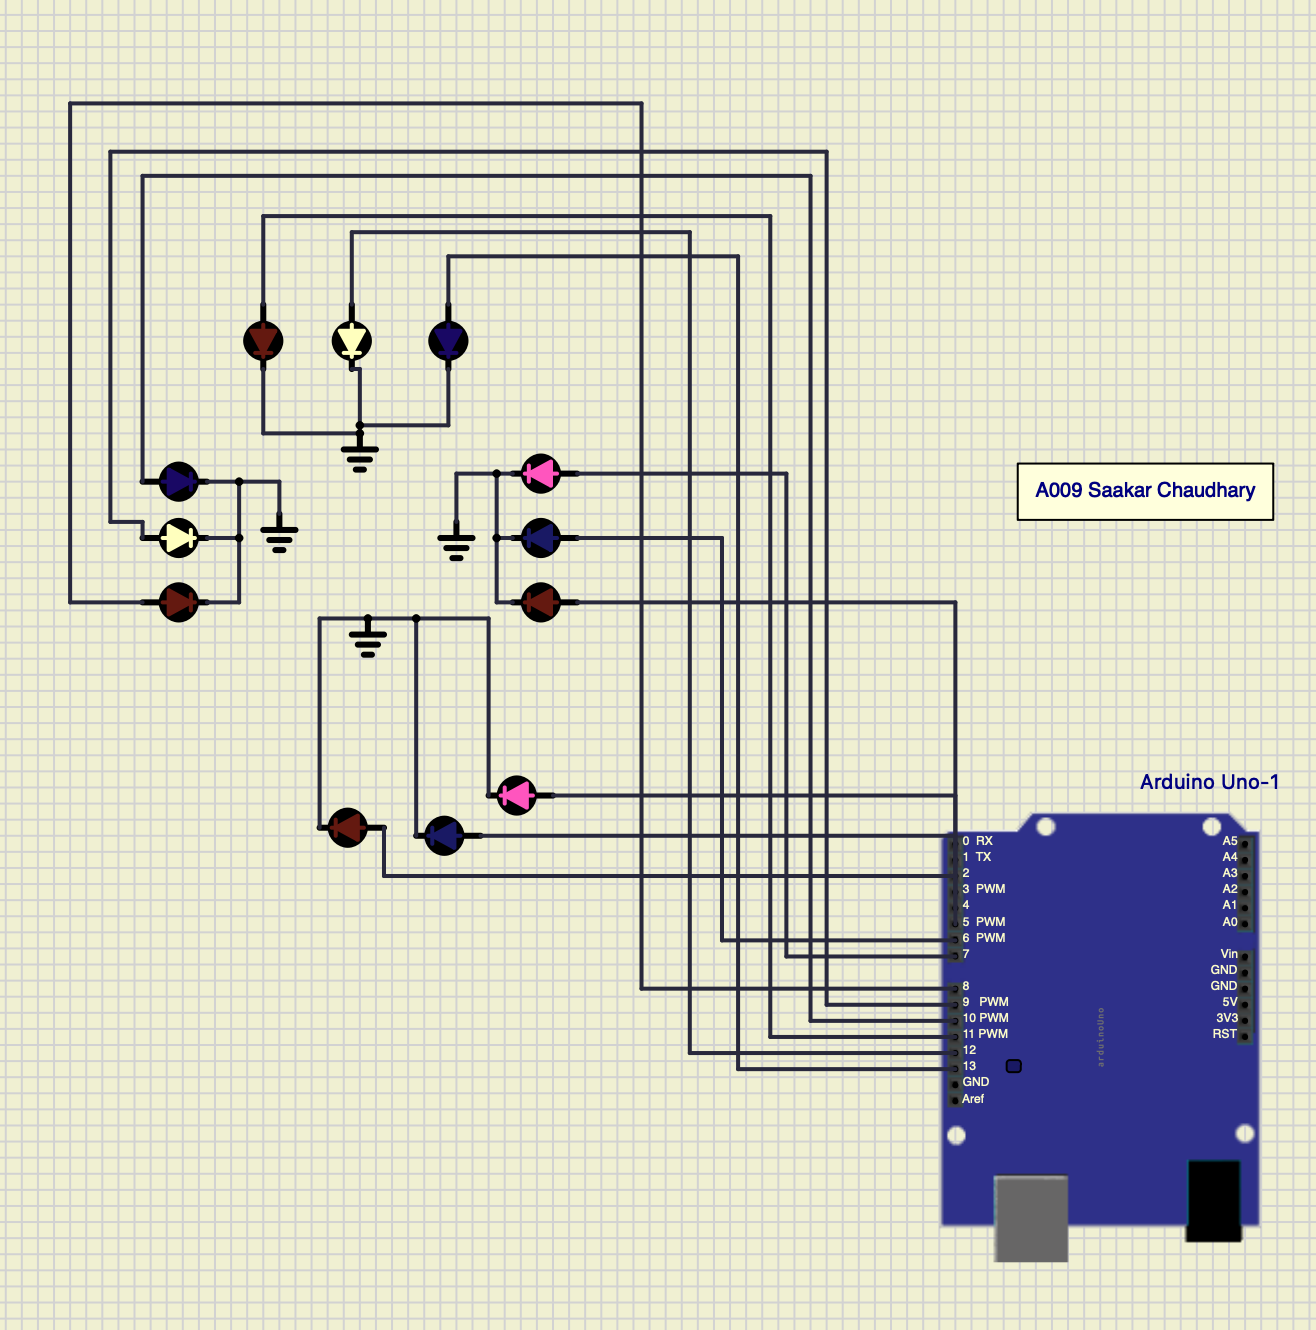 A009 Saakar Chaudhary
Arduino Uno-1
0 RX
1 TX
2
3 PWM
4
5 PWM
6 PWM
7
8
9 PWM
10 PWM
11 PWM
12
13
GND
Aref
A5
A4
A3
A2
A1
A0
Vin
GND
GND
5V
3V3
RST
arduinoUno